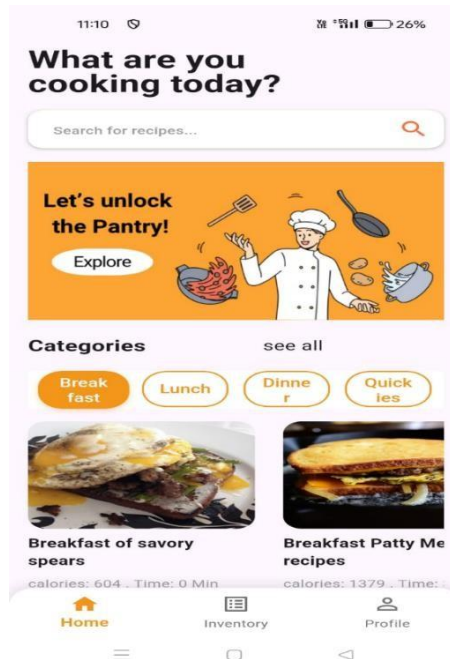 11:10
26%
What are you
cooking today?
Search for recipes...
Let's unlock
the Pantry!
Explore
Categories see all
Break
fast
Lunch
Dinne
r
Quick
ies
Breakfast of savory
spears
Breakfast Patty Me
recipes
calories: 604 . Time: 0 Min
calories: 1379 . Time:
Home
Inventory
Profile